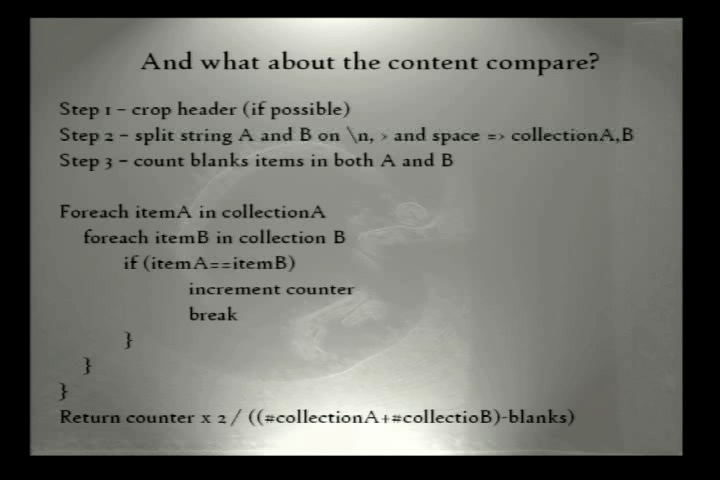 And what about the content compare?
Step 1 – crop header (if possible)
Step 2 – split string A and B on \n, > and space => collectionA,B
Step 3 – count blanks items in both A and B
Foreach itemA in collectionA
foreach itemB in collection B
if (itemA==itemB)
increment counter
break
}
}
}
Return counter x 2 / ((#collectionA+#collectioB)-blanks)